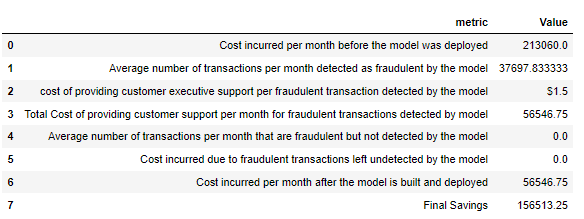 metric Value
0 Cost incurred per month before the model was deployed 213060.0
1 Average number of transactions per month detected as fraudulent by the model 37697.833333
2 cost of providing customer executive support per fraudulent transaction detected by the model $1.5
3 Total Cost of providing customer support per month for fraudulent transactions detected by model 56546.75
4 Average number of transactions per month that are fraudulent but not detected by the model 0.0
5 Cost incurred due to fraudulent transactions left undetected by the model 0.0
6 Cost incurred per month after the model is built and deployed 56546.75
7 Final Savings 156513.25